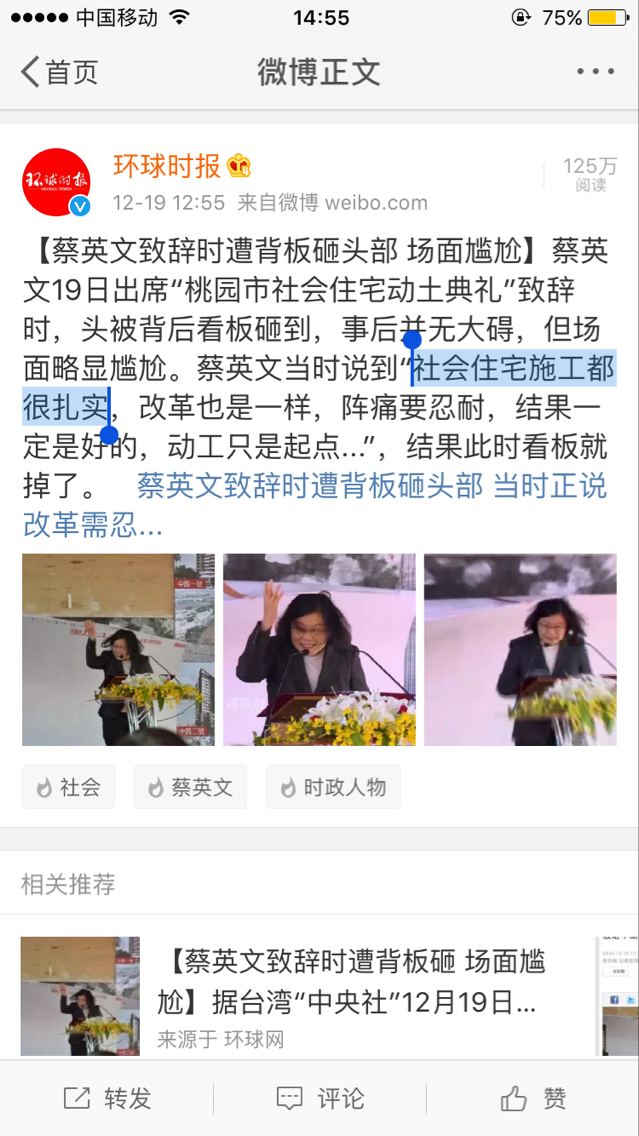 中国移动
14:55
75%
首页
微博正文
环球时报
环球时报
125万
阅读
12-19 12:55 来自微博 weibo.com
【蔡英文致辞时遭背板砸头部 场面尴尬】蔡英
文19日出席“桃园市社会住宅动土典礼”致辞
时，头被背后看板砸到，事后并无大碍，但场
面略显尴尬。蔡英文当时说到“社会住宅施工都
很扎实，改革也是一样，阵痛要忍耐，结果一
定是好的，动工只是起点...”，结果此时看板就
掉了。 蔡英文致辞时遭背板砸头部 当时正说
改革需忍...
社会
蔡英文
时政人物
相关推荐
【蔡英文致辞时遭背板砸 场面尴
尬】据台湾“中央社”12月19日...
来源于 环球网
转发
评论
赞